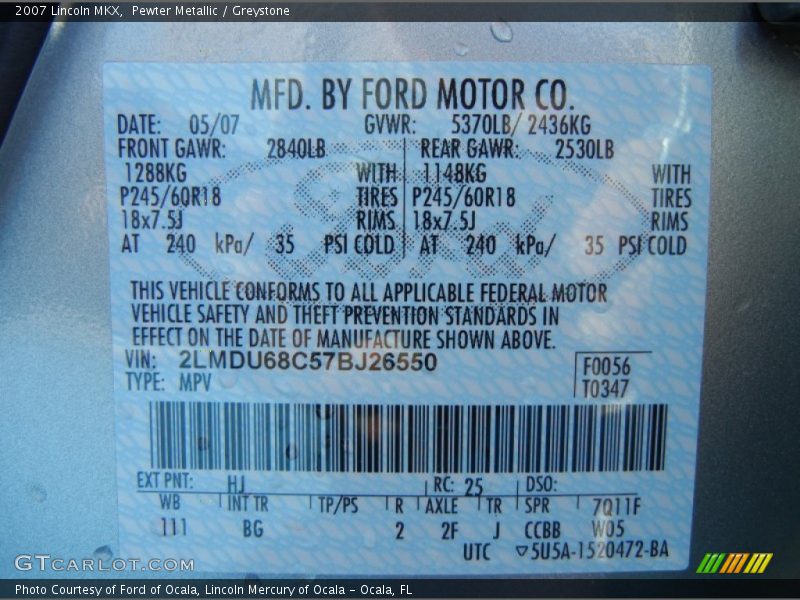 2007 Lincoln MKX, Pewter Metallic / Greystone
MFD. BY FORD MOTOR CO.
DATE: 05/07 GVWR: 5370LB/ 2436KG
FRONT GAWR: 2840LB REAR GAWR: 2530LB
1288KG WITH 1148KG WITH
P245/60R18 TIRES P245/60R18 TIRES
18x7.5J RIMS 18x7.5J RIMS
AT 240 kPa/ 35 PSI COLD AT 240 kPa/ 35 PSI COLD
THIS VEHICLE CONFORMS TO ALL APPLICABLE FEDERAL MOTOR
VEHICLE SAFETY AND THEFT PREVENTION STANDARDS IN
EFFECT ON THE DATE OF MANUFACTURE SHOWN ABOVE.
VIN: 2LMDU68C57BJ26550 F0056
TYPE: MPV T0347
EXT PNT: HJ RC: 25 DSO:
WB INT TR TP/PS R AXLE TR SPR 7Q11F
111 BG 2 2F J CCBB W05
UTC ▽5U5A-1520472-BA
GTCARLOT.COM
Photo Courtesy of Ford of Ocala, Lincoln Mercury of Ocala - Ocala, FL